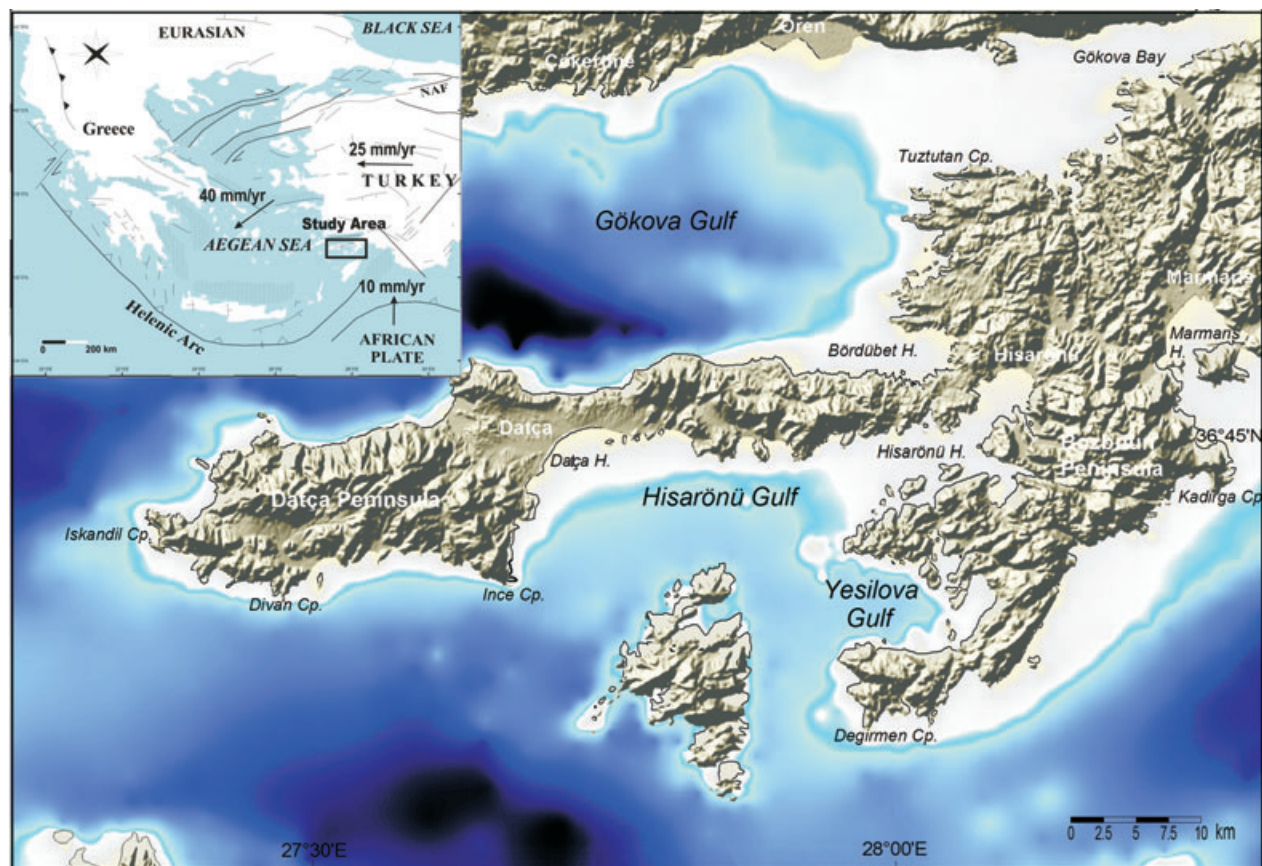 EURASIAN
BLACK SEA
NAF
Greece
25 mm/yr
TURKEY
40 mm/yr
Study Area
AEGEAN SEA
10 mm/yr
Helenic Arc
AFRICAN
PLATE
0 200 km
Ören
Çökertme
Gökova Bay
Tuztutan Cp.
Gökova Gulf
Marmaris
Marmaris
H.
Bördübet H.
Hisarönü
Datça
Datça H.
Hisarönü H.
36°45'N
Bozburun
Peninsula
Datça Peninsula
Hisarönü Gulf
Kadırga Cp.
Iskandil Cp.
Ince Cp.
Divan Cp.
Yesilova
Gulf
Degirmen Cp.
0 2.5 5 7.5 10 km
27°30'E
28°00'E